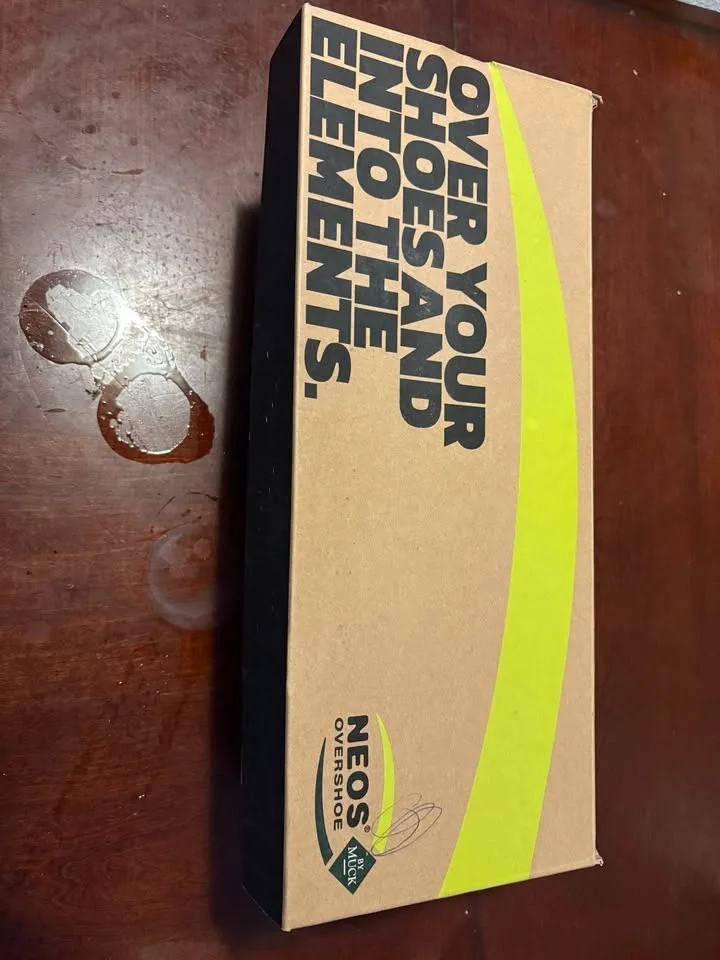 OVER YOUR
SHOES AND
INTO THE
ELEMENTS.
NEOS®
OVERSHOE
BY
MUCK